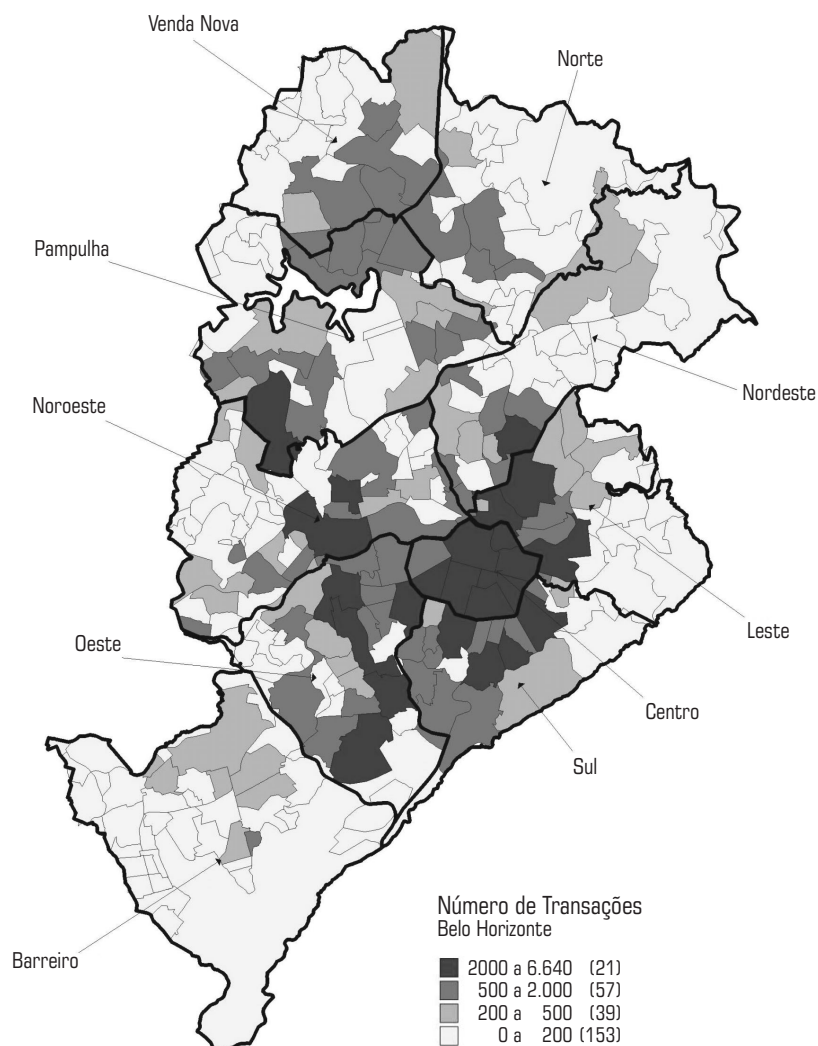 Venda Nova
Norte
Pampulha
Nordeste
Noroeste
Leste
Oeste
Centro
Sul
Barreiro
Número de Transações
Belo Horizonte
2000 a 6.640 (21)
500 a 2.000 (57)
200 a 500 (39)
0 a 200 (153)